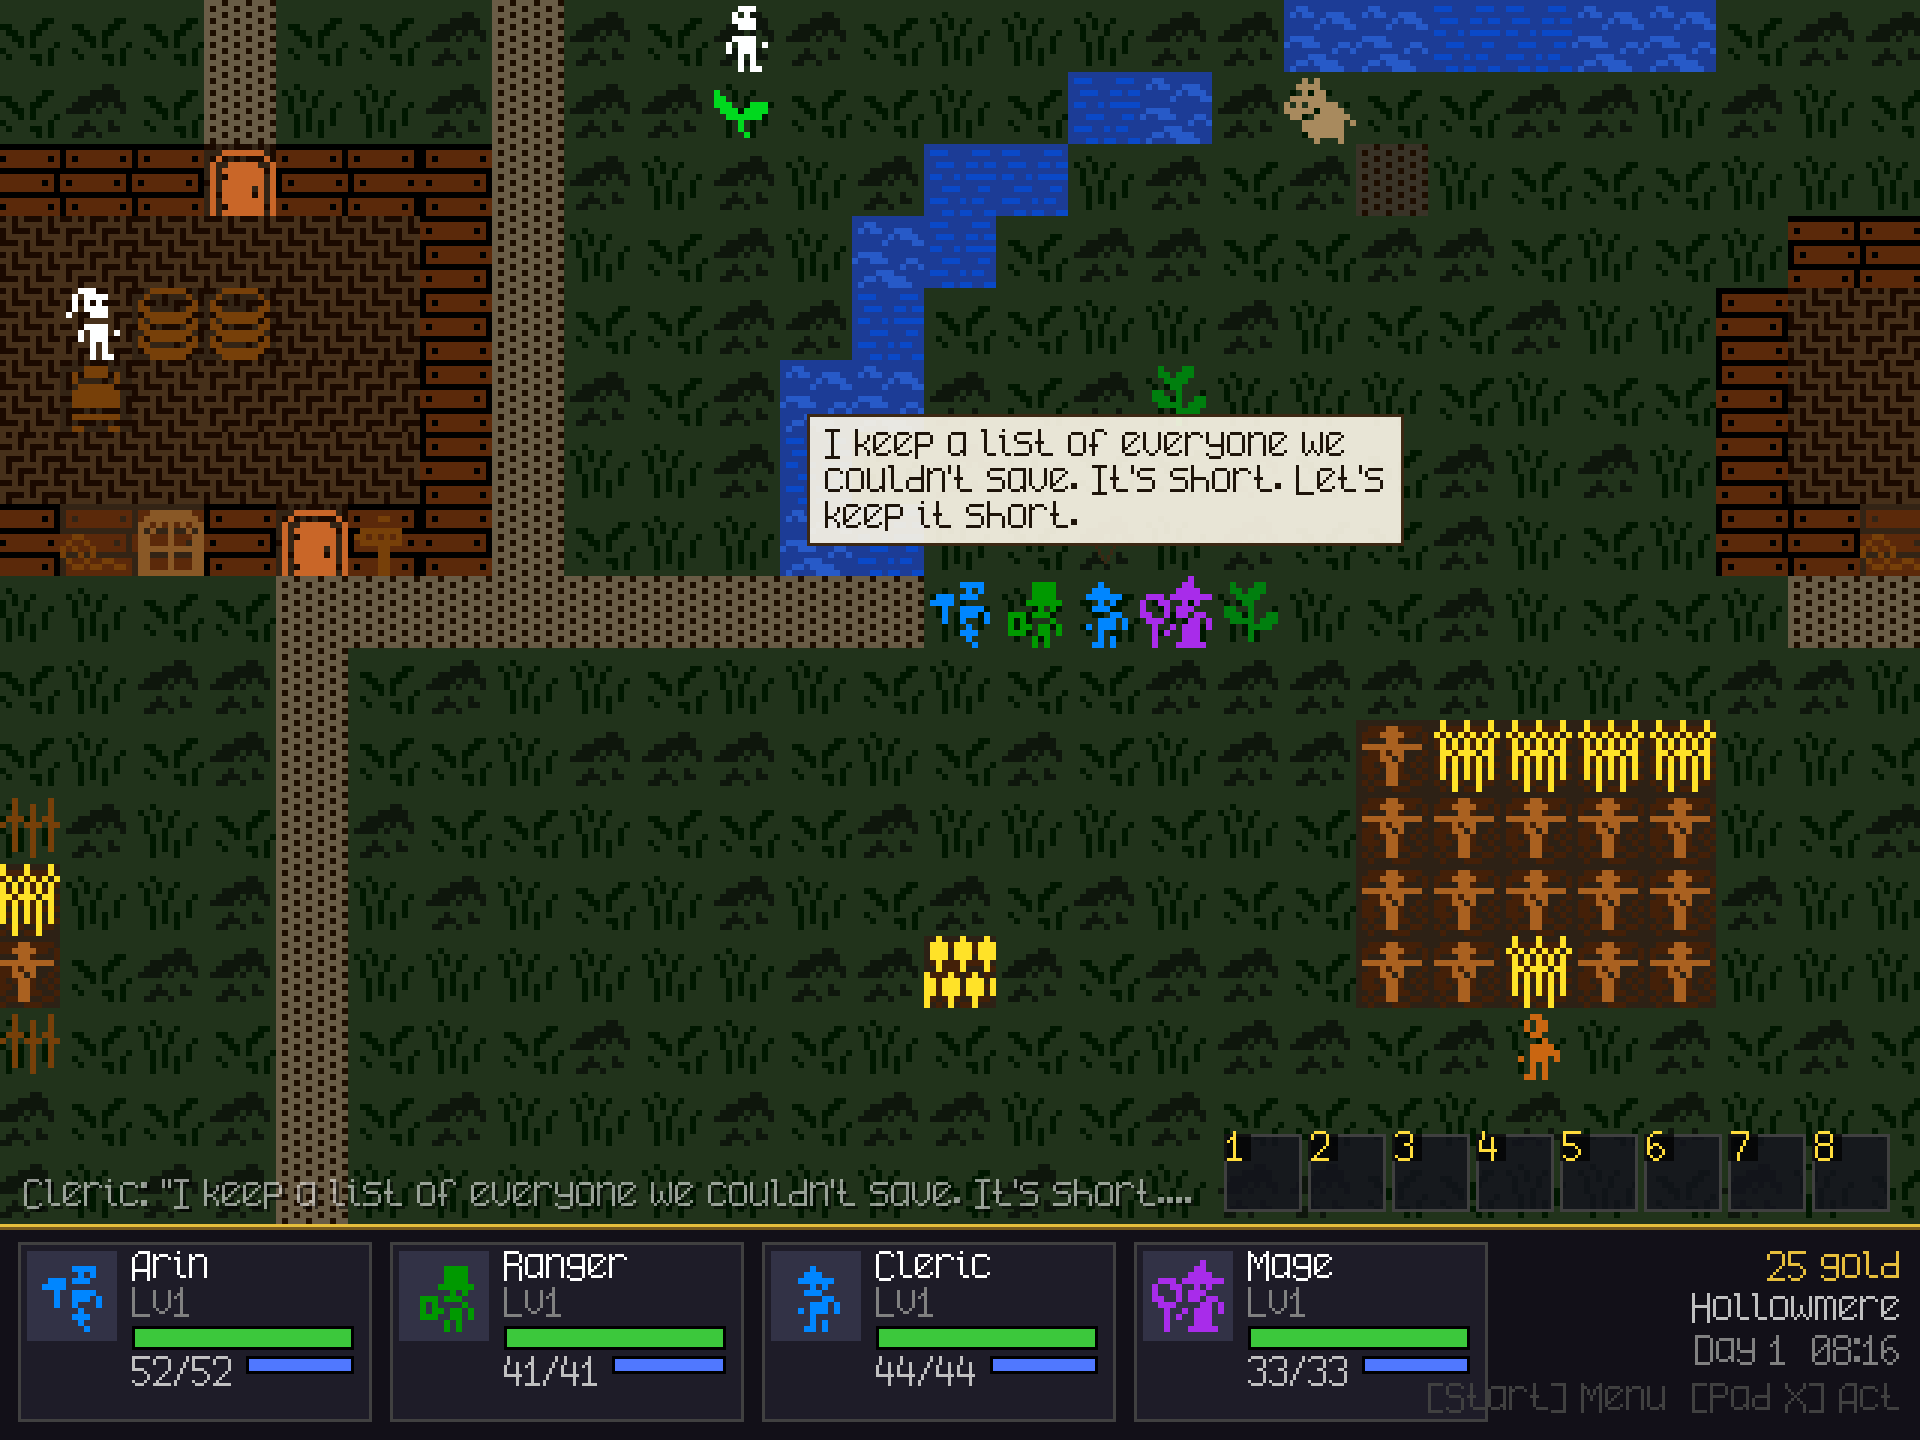 I keep a list of everyone we
couldn't save. It's short. Let's
keep it short.
1 2 3 4 5 6 7 8
Cleric: "I keep a list of everyone we couldn't save. It's short....
Arin
Lv1
52/52
Ranger
Lv1
41/41
Cleric
Lv1
44/44
Mage
Lv1
33/33
25 gold
Hollowmere
Day 1 08:16
[Start] Menu [Pad X] Act